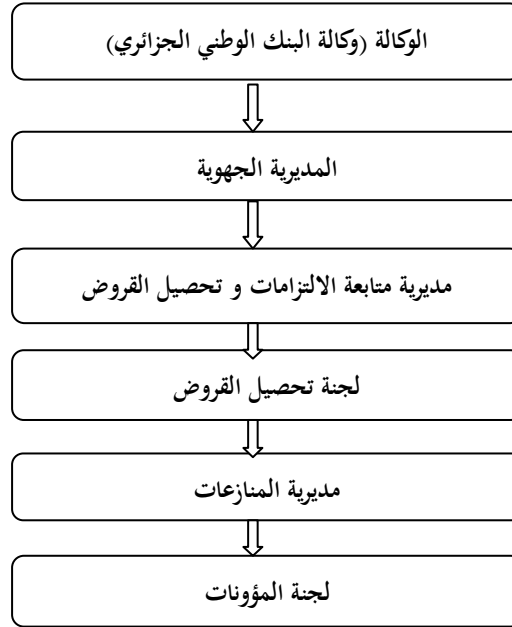 الوكالة (وكالة البنك الوطني الجزائري)
المديرية الجهوية
مديرية متابعة الالتزامات و تحصيل القروض
لجنة تحصيل القروض
مديرية المنازعات
لجنة المؤونات